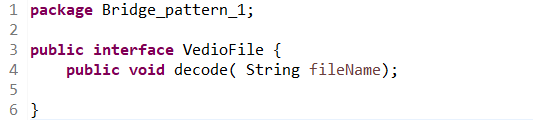 1 package Bridge_pattern_1;
2
3 public interface VedioFile {
4     public void decode( String fileName);
5
6 }